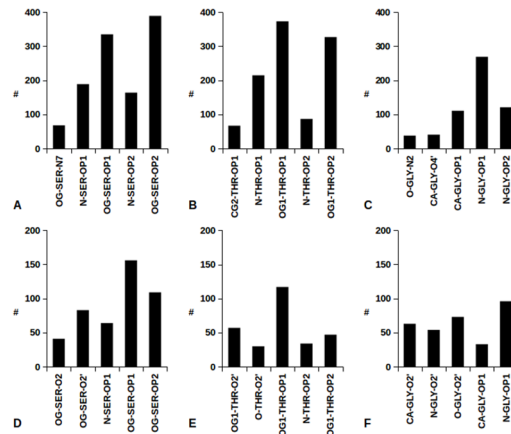 400
300
200
100
0
#
OG-SER-N7
N-SER-OP1
OG-SER-OP1
N-SER-OP2
OG-SER-OP2
A
400
300
200
100
0
#
CG2-THR-OP1
N-THR-OP1
OG1-THR-OP1
N-THR-OP2
OG1-THR-OP2
B
400
300
200
100
0
#
O-GLY-N2
CA-GLY-O4'
CA-GLY-OP1
N-GLY-OP1
N-GLY-OP2
C
200
150
100
50
0
#
OG-SER-O2
OG-SER-O2'
N-SER-OP1
OG-SER-OP1
OG-SER-OP2
D
200
150
100
50
0
#
OG1-THR-O2'
O-THR-O2'
OG1-THR-OP1
N-THR-OP2
OG1-THR-OP2
E
200
150
100
50
0
#
CA-GLY-O2'
N-GLY-O2'
O-GLY-O2'
CA-GLY-OP1
N-GLY-OP1
F